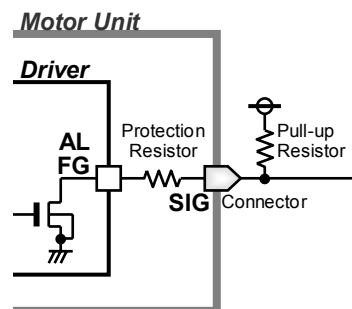 Motor Unit
Driver
AL
FG
Protection
Resistor
Pull-up
Resistor
SIG
Connector